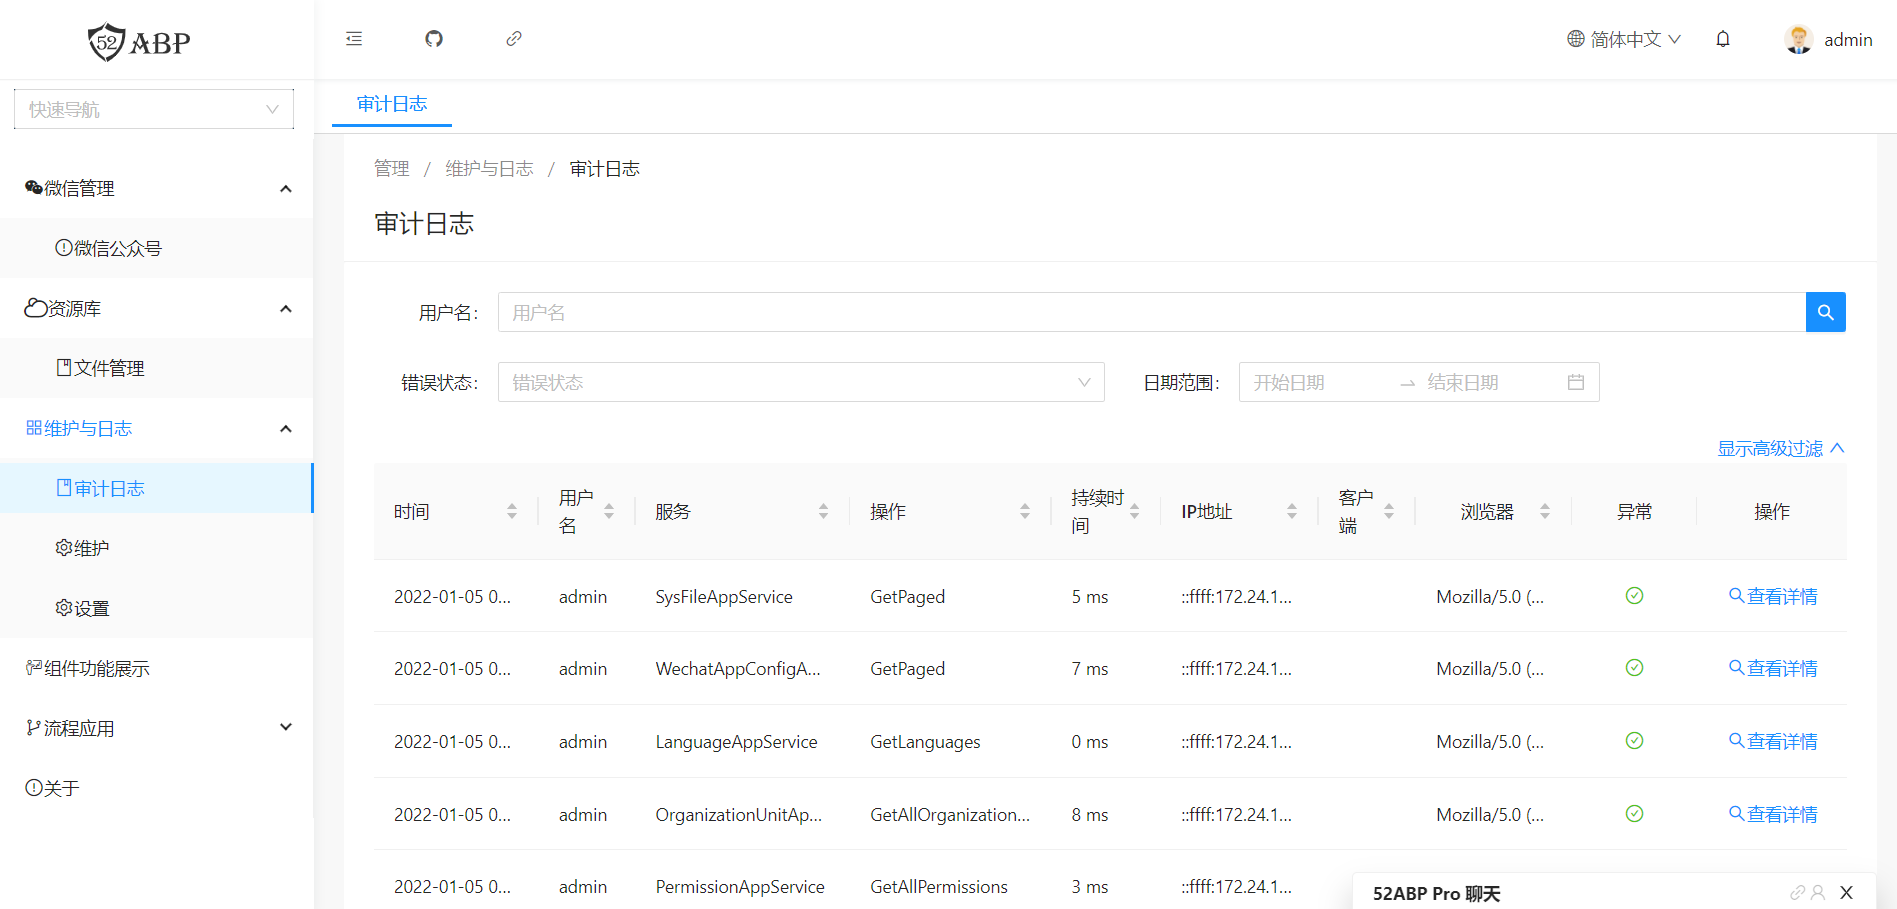 52 ABP
简体中文
admin
快速导航
微信管理
微信公众号
资源库
文件管理
维护与日志
审计日志
维护
设置
组件功能展示
流程应用
关于
审计日志
管理 / 维护与日志 / 审计日志
审计日志
用户名: 用户名
错误状态: 错误状态 日期范围: 开始日期 → 结束日期
显示高级过滤
时间 用户名 服务 操作 持续时间 IP地址 客户端 浏览器 异常 操作
2022-01-05 0... admin SysFileAppService GetPaged 5 ms ::ffff:172.24.1... Mozilla/5.0 (... 查看详情
2022-01-05 0... admin WechatAppConfigA... GetPaged 7 ms ::ffff:172.24.1... Mozilla/5.0 (... 查看详情
2022-01-05 0... admin LanguageAppService GetLanguages 0 ms ::ffff:172.24.1... Mozilla/5.0 (... 查看详情
2022-01-05 0... admin OrganizationUnitAp... GetAllOrganization... 8 ms ::ffff:172.24.1... Mozilla/5.0 (... 查看详情
2022-01-05 0... admin PermissionAppService GetAllPermissions 3 ms ::ffff:172.24.1...
52ABP Pro 聊天 X